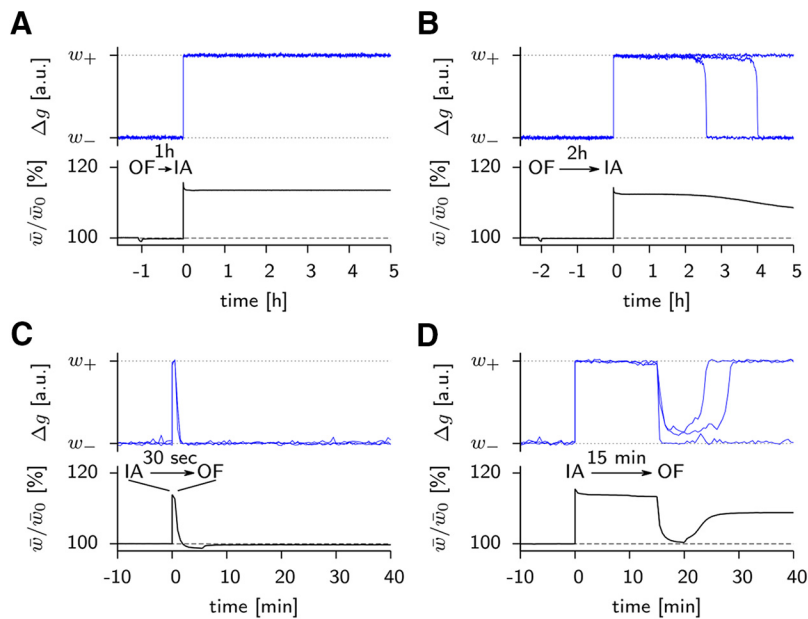 A
w₊
Δg [a.u.]
w₋
120
1h
OF → IA
w̄/w̄₀ [%]
100
-1 0 1 2 3 4 5
time [h]
B
w₊
Δg [a.u.]
w₋
120
2h
OF → IA
w̄/w̄₀ [%]
100
-2 -1 0 1 2 3 4 5
time [h]
C
w₊
Δg [a.u.]
w₋
120
30 sec
IA → OF
w̄/w̄₀ [%]
100
-10 0 10 20 30 40
time [min]
D
w₊
Δg [a.u.]
w₋
120
15 min
IA → OF
w̄/w̄₀ [%]
100
-10 0 10 20 30 40
time [min]